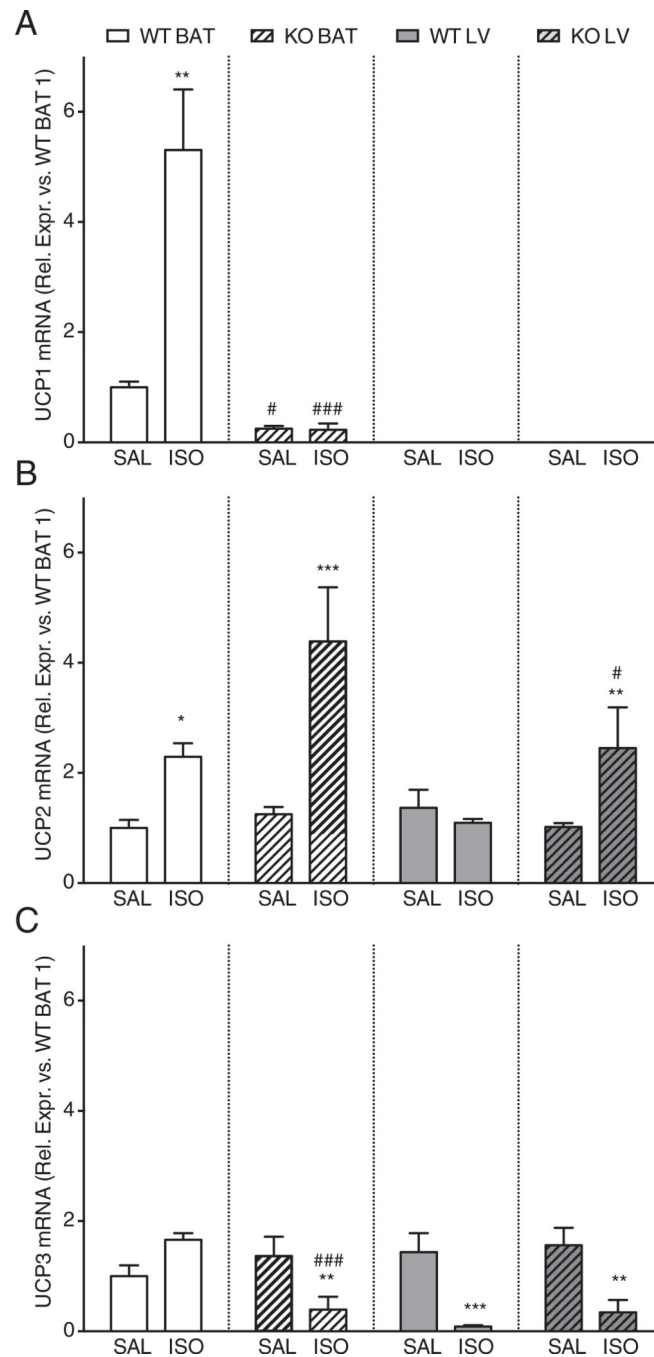 A
WT BAT KO BAT WT LV KO LV
UCP1 mRNA (Rel. Expr. vs. WT BAT 1)
6
4
2
0
**
# ###
SAL ISO SAL ISO SAL ISO SAL ISO
B
UCP2 mRNA (Rel. Expr. vs. WT BAT 1)
6
4
2
0
*
***
#
**
SAL ISO SAL ISO SAL ISO SAL ISO
C
UCP3 mRNA (Rel. Expr. vs. WT BAT 1)
6
4
2
0
###
**
***
**
SAL ISO SAL ISO SAL ISO SAL ISO